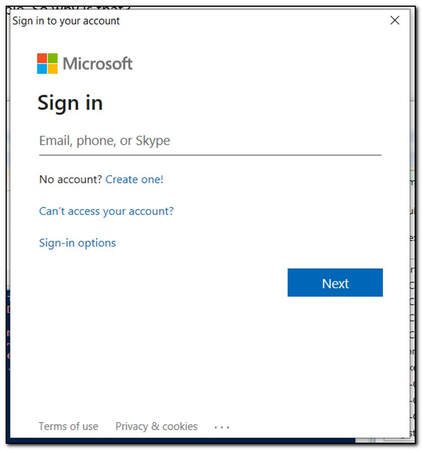 Sign in to your account
Microsoft
Sign in
Email, phone, or Skype
No account? Create one!
Can't access your account?
Sign-in options
Next
Terms of use Privacy & cookies ...